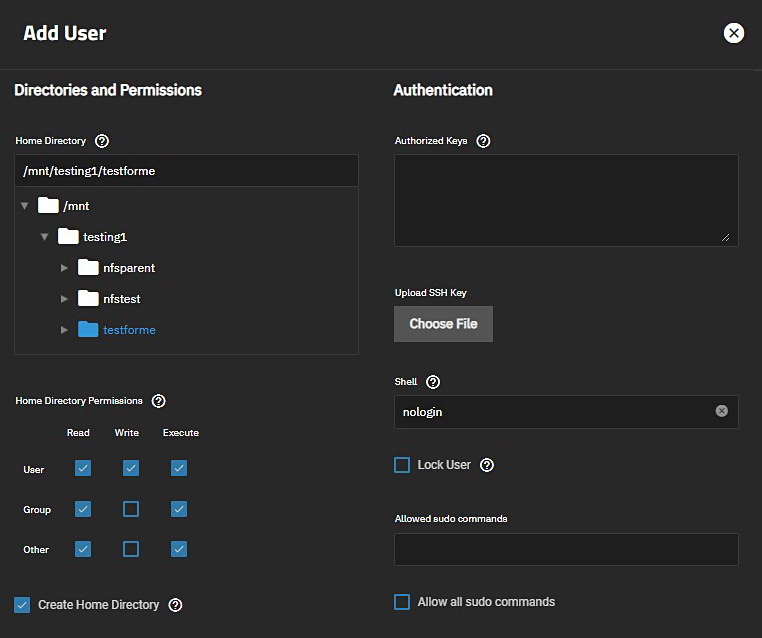 Add User
Directories and Permissions
Home Directory
/mnt/testing1/testforme
/mnt
testing1
nfsparent
nfstest
testforme
Home Directory Permissions
Read Write Execute
User
Group
Other
Create Home Directory
Authentication
Authorized Keys
Upload SSH Key
Choose File
Shell
nologin
Lock User
Allowed sudo commands
Allow all sudo commands